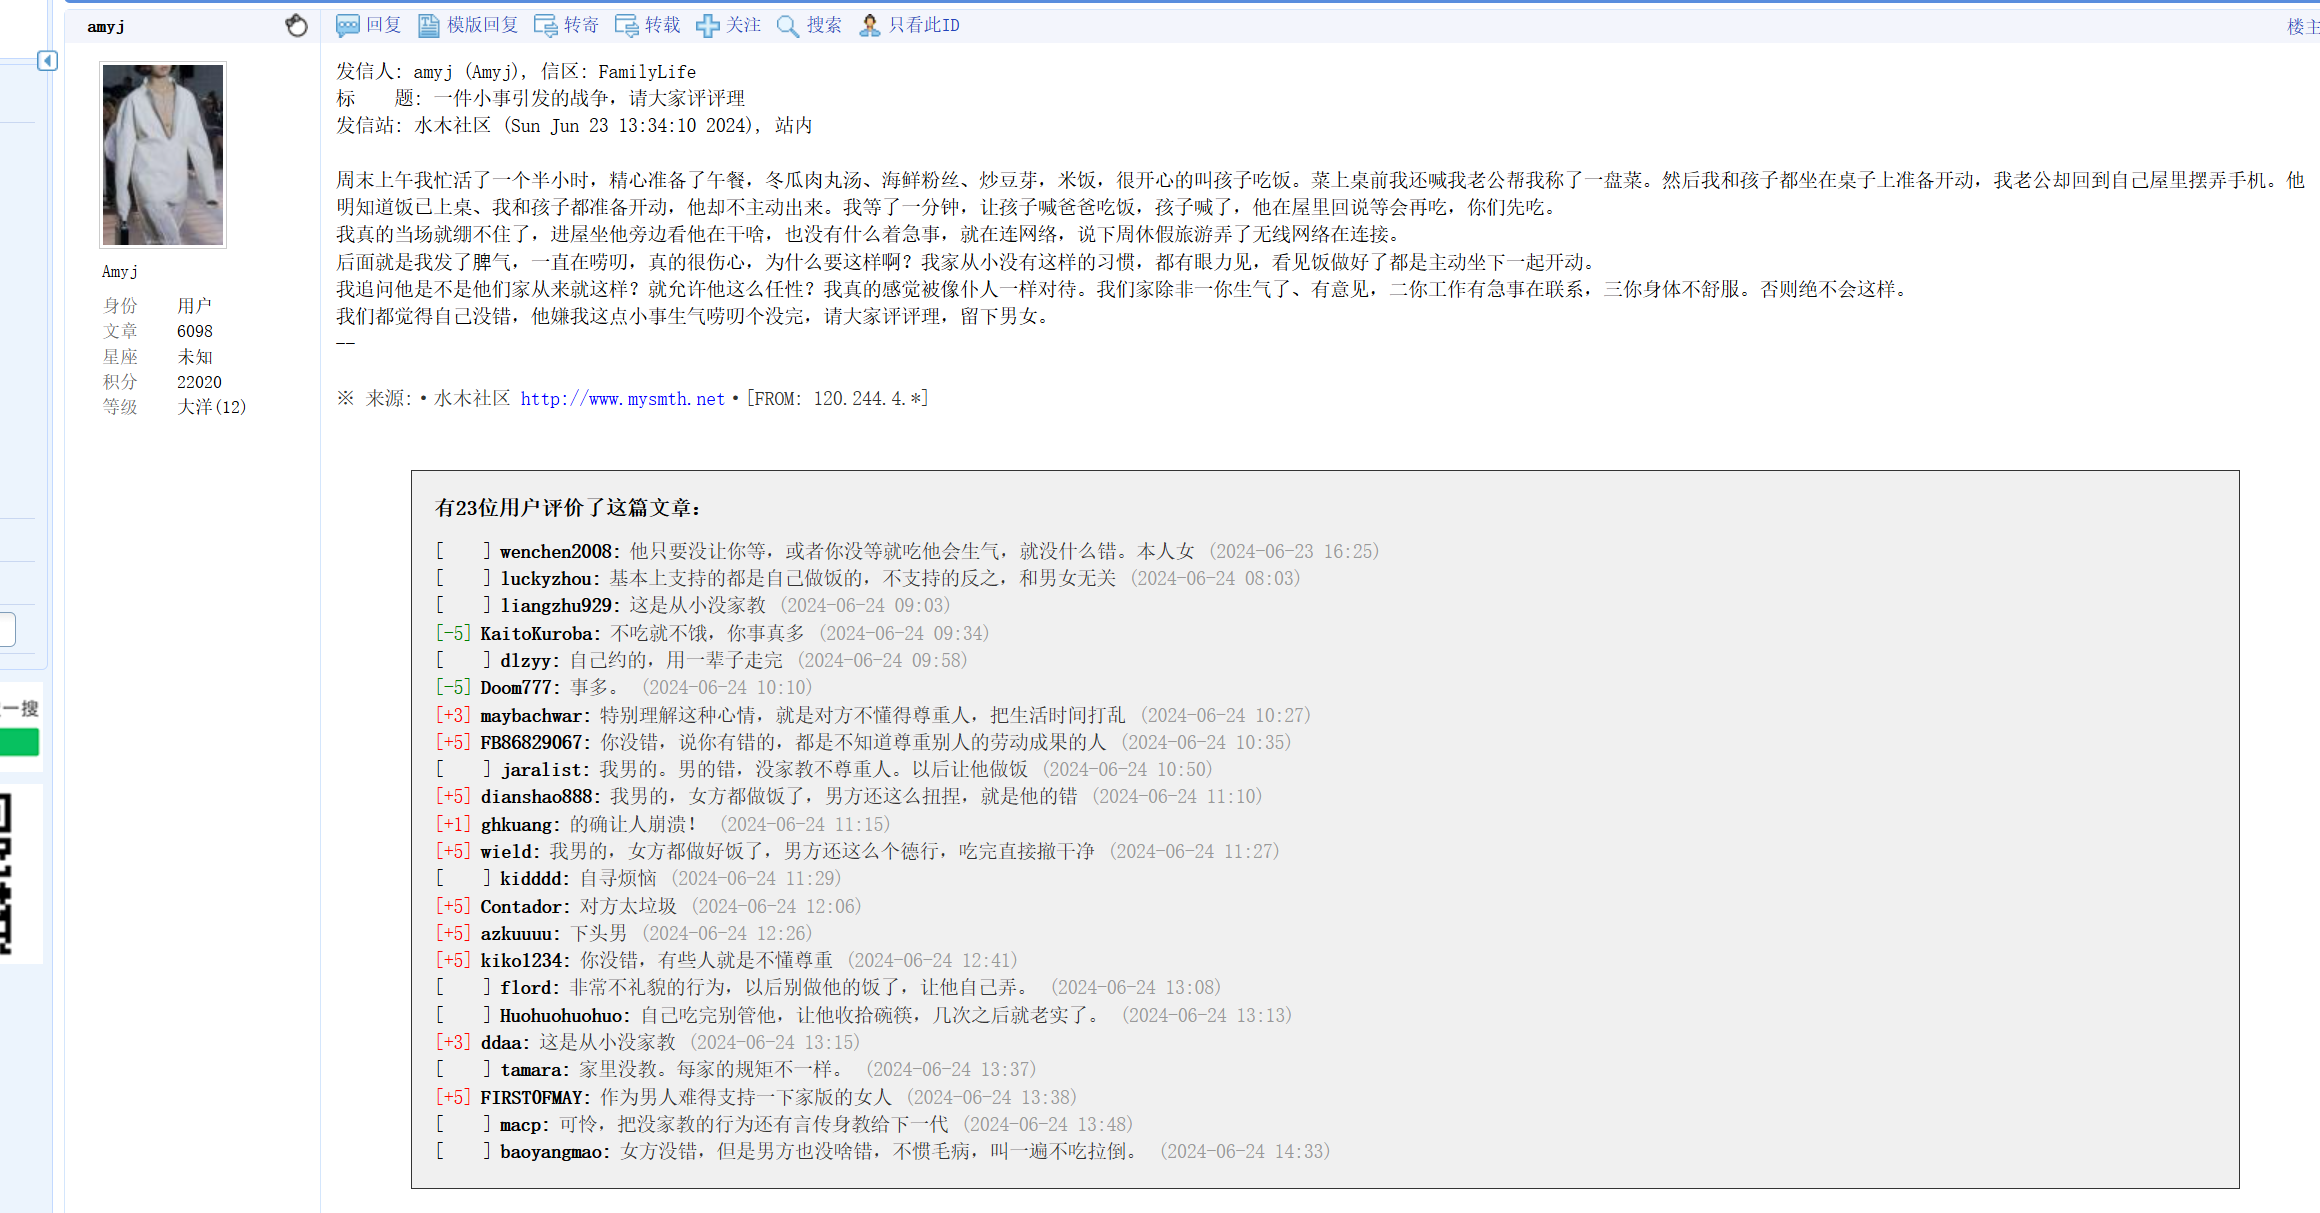 amyj
回复 模版回复 转寄 转载 关注 搜索 只看此ID
楼主
发信人: amyj (Amyj), 信区: FamilyLife
标 题: 一件小事引发的战争，请大家评评理
发信站: 水木社区 (Sun Jun 23 13:34:10 2024), 站内
周末上午我忙活了一个半小时，精心准备了午餐，冬瓜肉丸汤、海鲜粉丝、炒豆芽，米饭，很开心的叫孩子吃饭。菜上桌前我还喊我老公帮我称了一盘菜。然后我和孩子都坐在桌子上准备开动，我老公却回到自己屋里摆弄手机。他
明知道饭已上桌、我和孩子都准备开动，他却不主动出来。我等了一分钟，让孩子喊爸爸吃饭，孩子喊了，他在屋里回说等会再吃，你们先吃。
我真的当场就绷不住了，进屋坐他旁边看他在干啥，也没有什么着急事，就在连网络，说下周休假旅游弄了无线网络在连接。
后面就是我发了脾气，一直在唠叨，真的很伤心，为什么要这样啊？我家从小没有这样的习惯，都有眼力见，看见饭做好了都是主动坐下一起开动。
我追问他是不是他们家从来就这样？就允许他这么任性？我真的感觉被像仆人一样对待。我们家除非一你生气了、有意见，二你工作有急事在联系，三你身体不舒服。否则绝不会这样。
我们都觉得自己没错，他嫌我这点小事生气唠叨个没完，请大家评评理，留下男女。
--
※ 来源:·水木社区 http://www.mysmth.net·[FROM: 120.244.4.*]
Amyj
身份 用户
文章 6098
星座 未知
积分 22020
等级 大洋(12)
一搜
有23位用户评价了这篇文章：
[ ] wenchen2008: 他只要没让你等，或者你没等就吃他会生气，就没什么错。本人女 (2024-06-23 16:25)
[ ] luckyzhou: 基本上支持的都是自己做饭的，不支持的反之，和男女无关 (2024-06-24 08:03)
[ ] liangzhu929: 这是从小没家教 (2024-06-24 09:03)
[-5] KaitoKuroba: 不吃就不饿，你事真多 (2024-06-24 09:34)
[ ] dlzyy: 自己约的，用一辈子走完 (2024-06-24 09:58)
[-5] Doom777: 事多。 (2024-06-24 10:10)
[+3] maybachwar: 特别理解这种心情，就是对方不懂得尊重人，把生活时间打乱 (2024-06-24 10:27)
[+5] FB86829067: 你没错，说你有错的，都是不知道尊重别人的劳动成果的人 (2024-06-24 10:35)
[ ] jaralist: 我男的。男的错，没家教不尊重人。以后让他做饭 (2024-06-24 10:50)
[+5] dianshao888: 我男的，女方都做饭了，男方还这么扭捏，就是他的错 (2024-06-24 11:10)
[+1] ghkuang: 的确让人崩溃！ (2024-06-24 11:15)
[+5] wield: 我男的，女方都做好饭了，男方还这么个德行，吃完直接撤干净 (2024-06-24 11:27)
[ ] kidddd: 自寻烦恼 (2024-06-24 11:29)
[+5] Contador: 对方太垃圾 (2024-06-24 12:06)
[+5] azkuuuu: 下头男 (2024-06-24 12:26)
[+5] kiko1234: 你没错，有些人就是不懂尊重 (2024-06-24 12:41)
[ ] flord: 非常不礼貌的行为，以后别做他的饭了，让他自己弄。 (2024-06-24 13:08)
[ ] Huohuohuohuo: 自己吃完别管他，让他收拾碗筷，几次之后就老实了。 (2024-06-24 13:13)
[+3] ddaa: 这是从小没家教 (2024-06-24 13:15)
[ ] tamara: 家里没教。每家的规矩不一样。 (2024-06-24 13:37)
[+5] FIRSTOFMAY: 作为男人难得支持一下家版的女人 (2024-06-24 13:38)
[ ] macp: 可怜，把没家教的行为还有言传身教给下一代 (2024-06-24 13:48)
[ ] baoyangmao: 女方没错，但是男方也没啥错，不惯毛病，叫一遍不吃拉倒。 (2024-06-24 14:33)